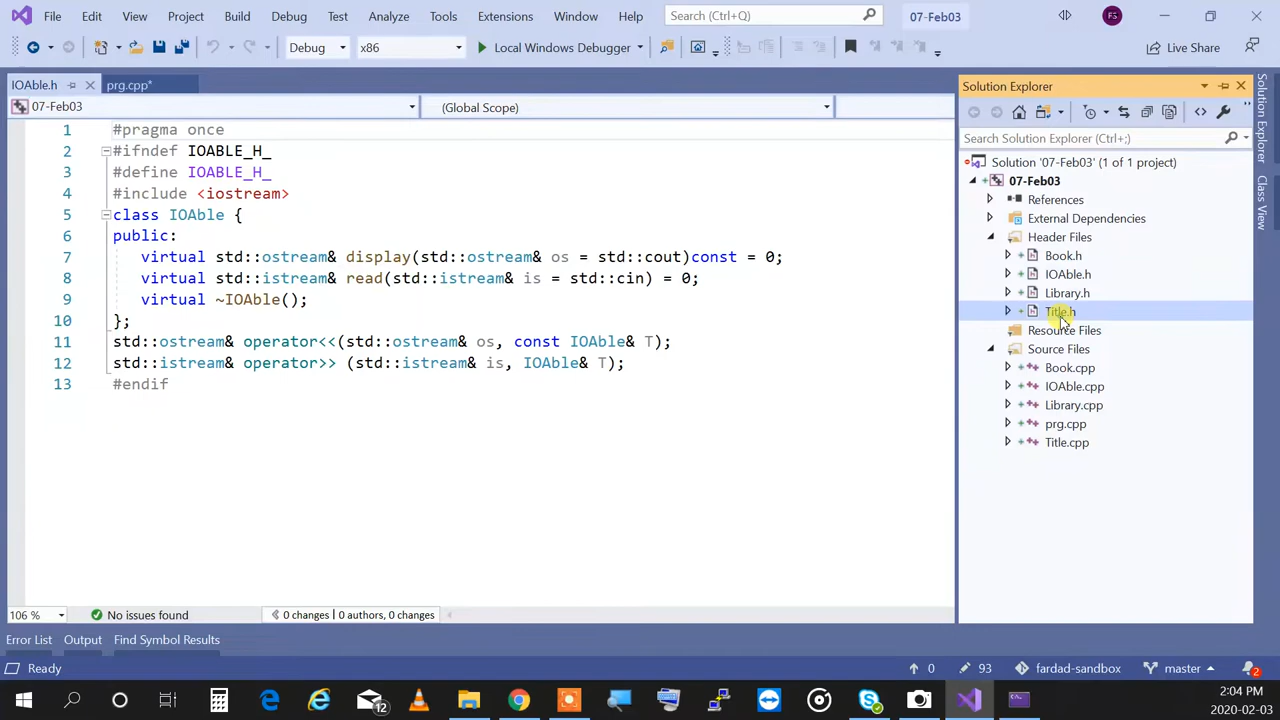 File Edit View Project Build Debug Test Analyze Tools Extensions Window Help Search (Ctrl+Q) 07-Feb03 FS
Debug x86 Local Windows Debugger Live Share
IOAble.h prg.cpp*
07-Feb03 (Global Scope)
1 #pragma once
2 #ifndef IOABLE_H_
3 #define IOABLE_H_
4 #include <iostream>
5 class IOAble {
6 public:
7 virtual std::ostream& display(std::ostream& os = std::cout)const = 0;
8 virtual std::istream& read(std::istream& is = std::cin) = 0;
9 virtual ~IOAble();
10 };
11 std::ostream& operator<<(std::ostream& os, const IOAble& T);
12 std::istream& operator>> (std::istream& is, IOAble& T);
13 #endif
106 % No issues found 0 changes | 0 authors, 0 changes
Solution Explorer
Search Solution Explorer (Ctrl+;)
Solution '07-Feb03' (1 of 1 project)
07-Feb03
References
External Dependencies
Header Files
Book.h
IOAble.h
Library.h
Title.h
Resource Files
Source Files
Book.cpp
IOAble.cpp
Library.cpp
prg.cpp
Title.cpp
Solution Explorer
Class View
Error List Output Find Symbol Results
Ready 0 93 fardad-sandbox master 2
12
2:04 PM
2020-02-03